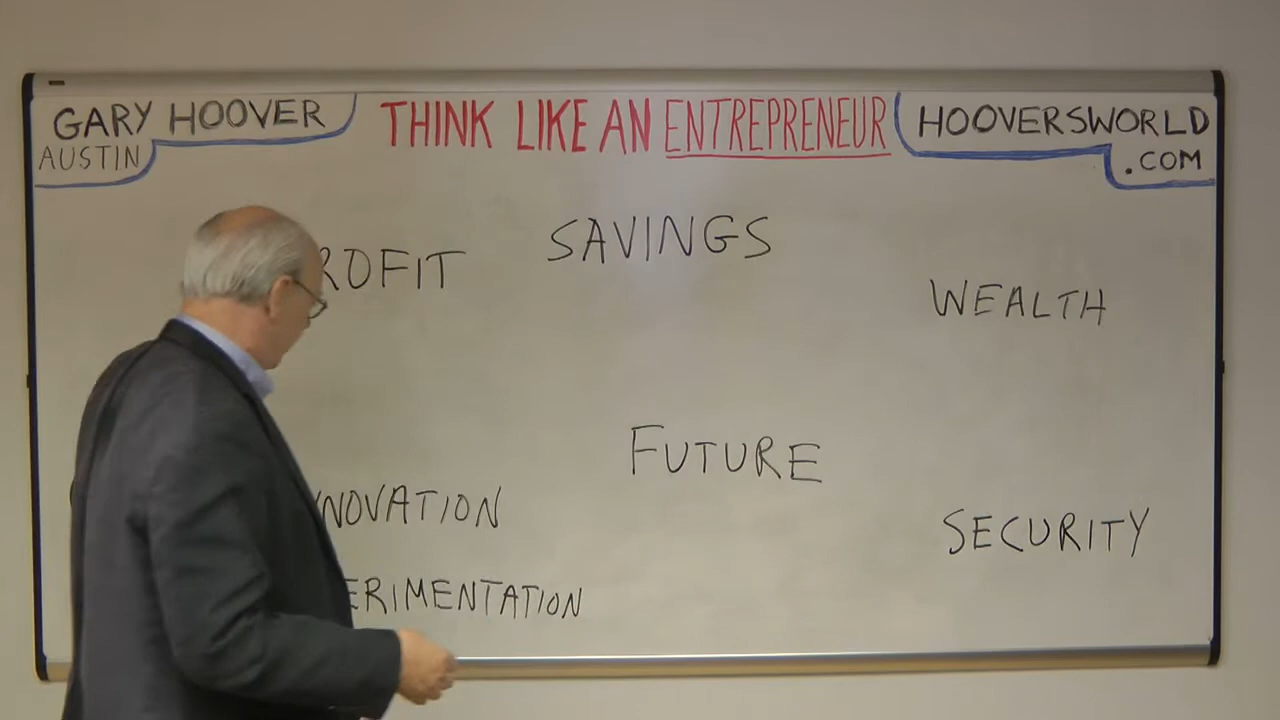 GARY HOOVER
AUSTIN
THINK LIKE AN ENTREPRENEUR
HOOVERSWORLD
.COM
SAVINGS
ROFIT
WEALTH
FUTURE
NOVATION
SECURITY
ERIMENTATION